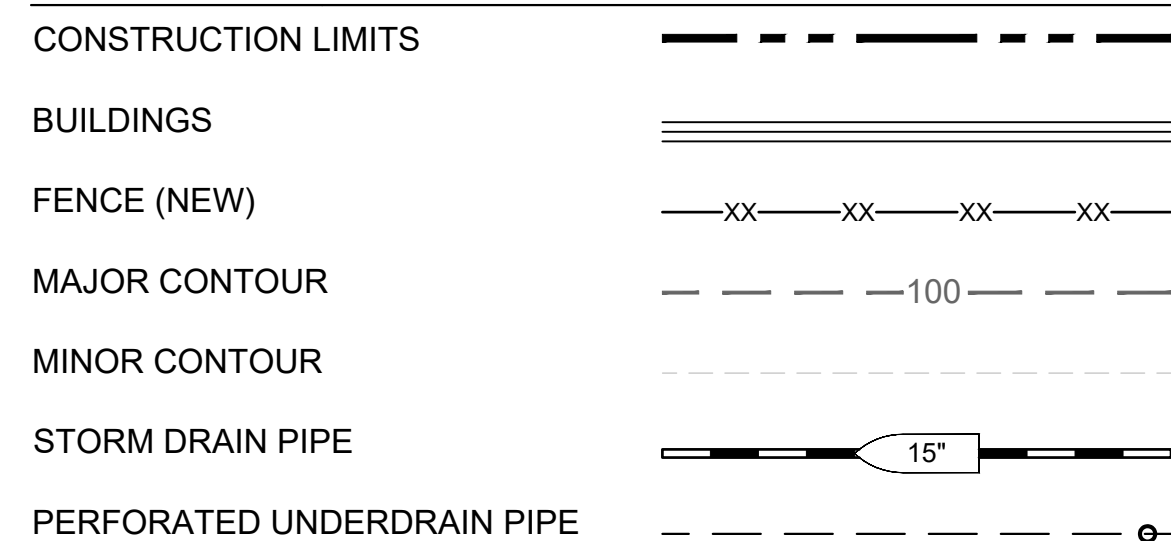 CONSTRUCTION LIMITS
BUILDINGS
FENCE (NEW)
XX XX XX XX
MAJOR CONTOUR
100
MINOR CONTOUR
STORM DRAIN PIPE
15"
PERFORATED UNDERDRAIN PIPE